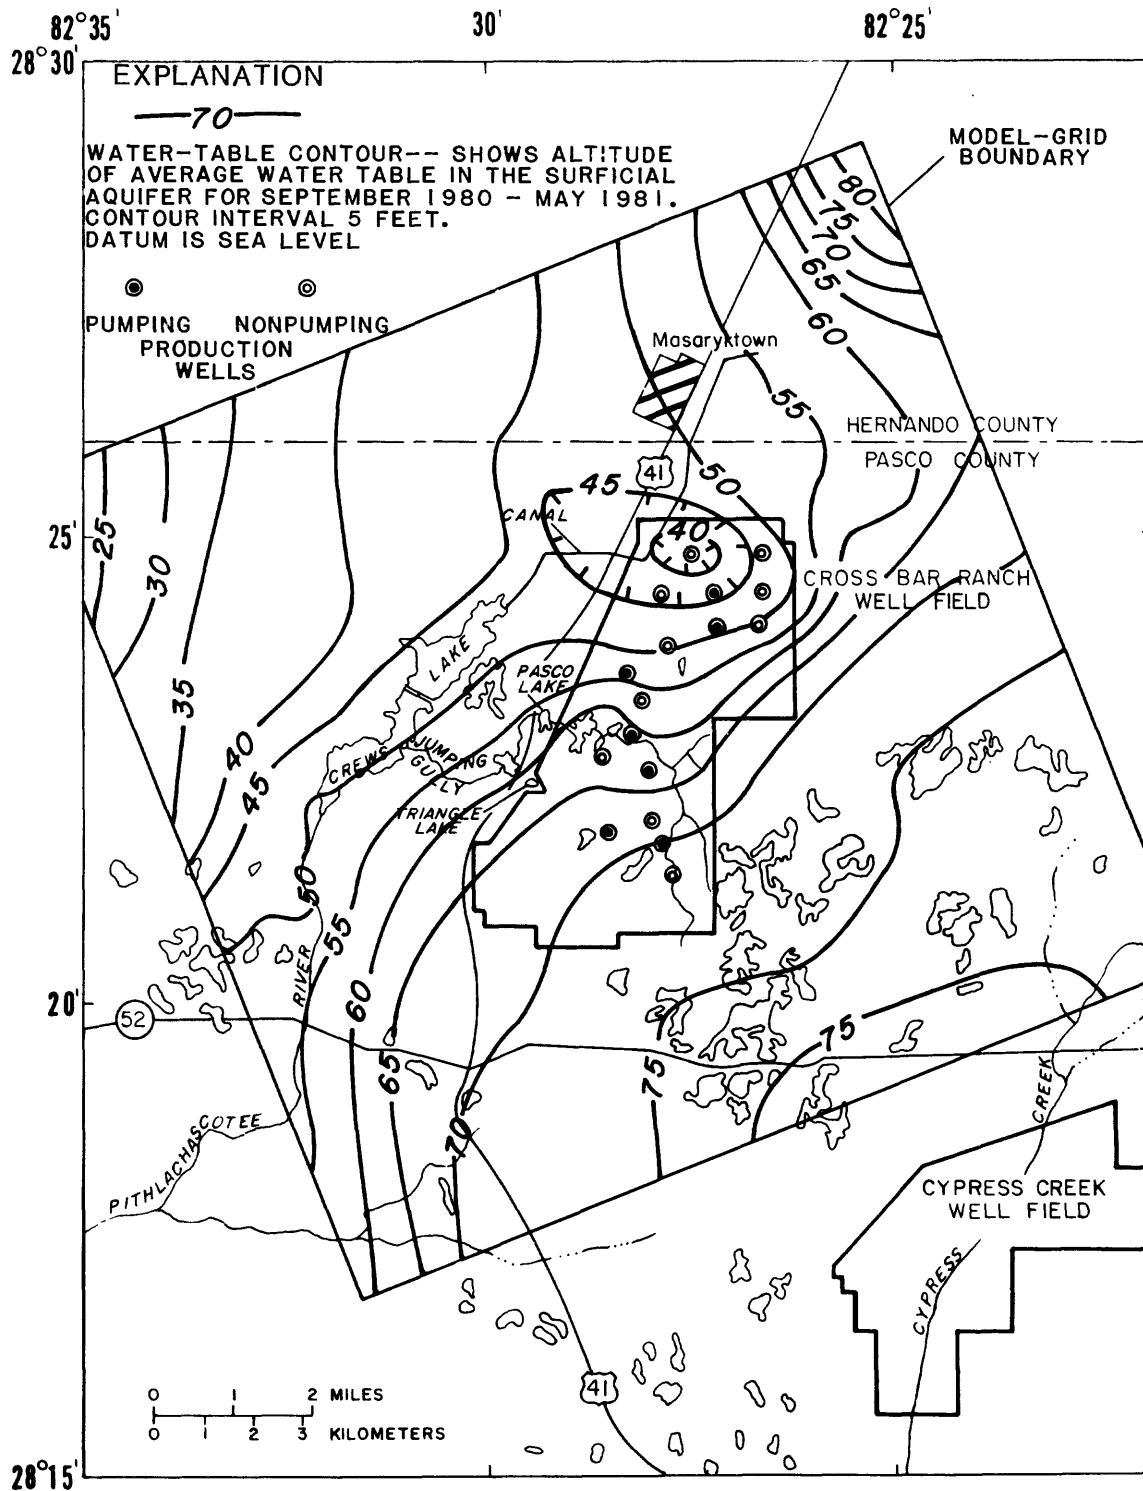 82°35'
30'
82°25'
28°30'
EXPLANATION
70
WATER-TABLE CONTOUR-- SHOWS ALTITUDE
OF AVERAGE WATER TABLE IN THE SURFICIAL
AQUIFER FOR SEPTEMBER 1980 - MAY 1981.
CONTOUR INTERVAL 5 FEET.
DATUM IS SEA LEVEL
PUMPING NONPUMPING
PRODUCTION
WELLS
MODEL-GRID
BOUNDARY
80
75
70
65
60
Masaryktown
55
HERNANDO COUNTY
PASCO COUNTY
41
50
45
CANAL
40
25'
25
30
CROSS BAR RANCH
WELL FIELD
LAKE
PASCO
LAKE
35
40
45
CREWS
JUMPING
GULLY
TRIANGLE
LAKE
50
55
RIVER
60
20'
52
65
75
75
70
CREEK
PITHLACHASCOTEE
CYPRESS CREEK
WELL FIELD
CYPRESS
41
0 1 2 MILES
0 1 2 3 KILOMETERS
28°15'